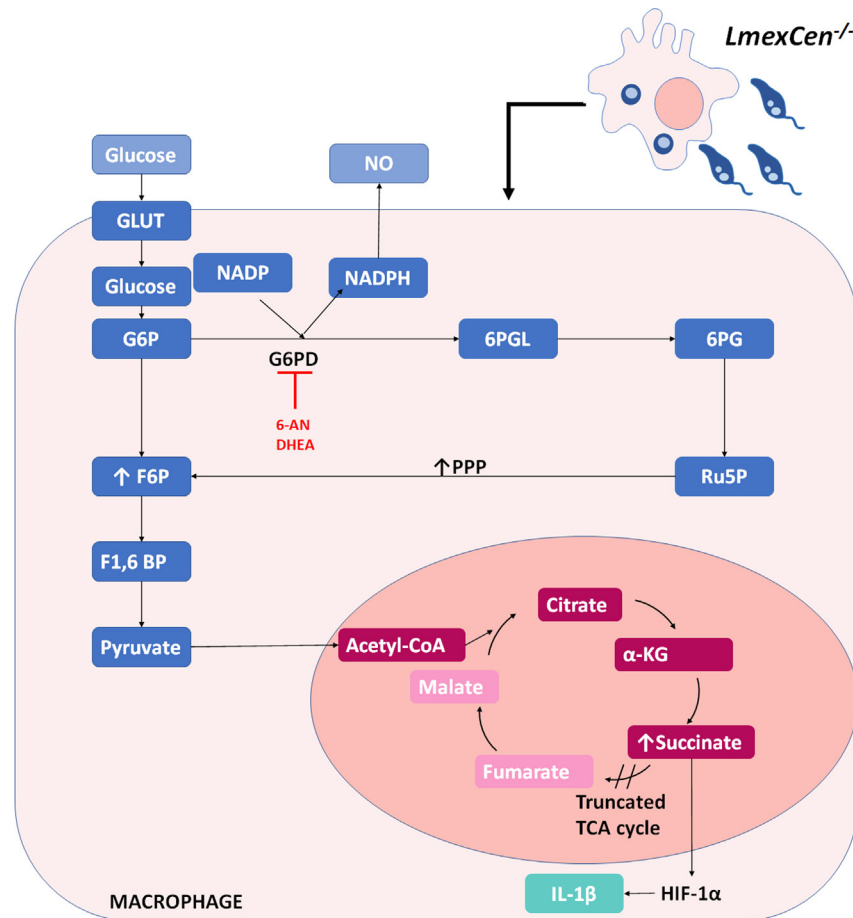 LmexCen-/-
Glucose
NO
GLUT
NADP
NADPH
Glucose
G6P
6PGL
6PG
G6PD
6-AN
DHEA
↑ F6P
↑PPP
Ru5P
F1,6 BP
Citrate
Pyruvate
Acetyl-CoA
α-KG
Malate
↑Succinate
Fumarate
Truncated
TCA cycle
MACROPHAGE
IL-1β
HIF-1α